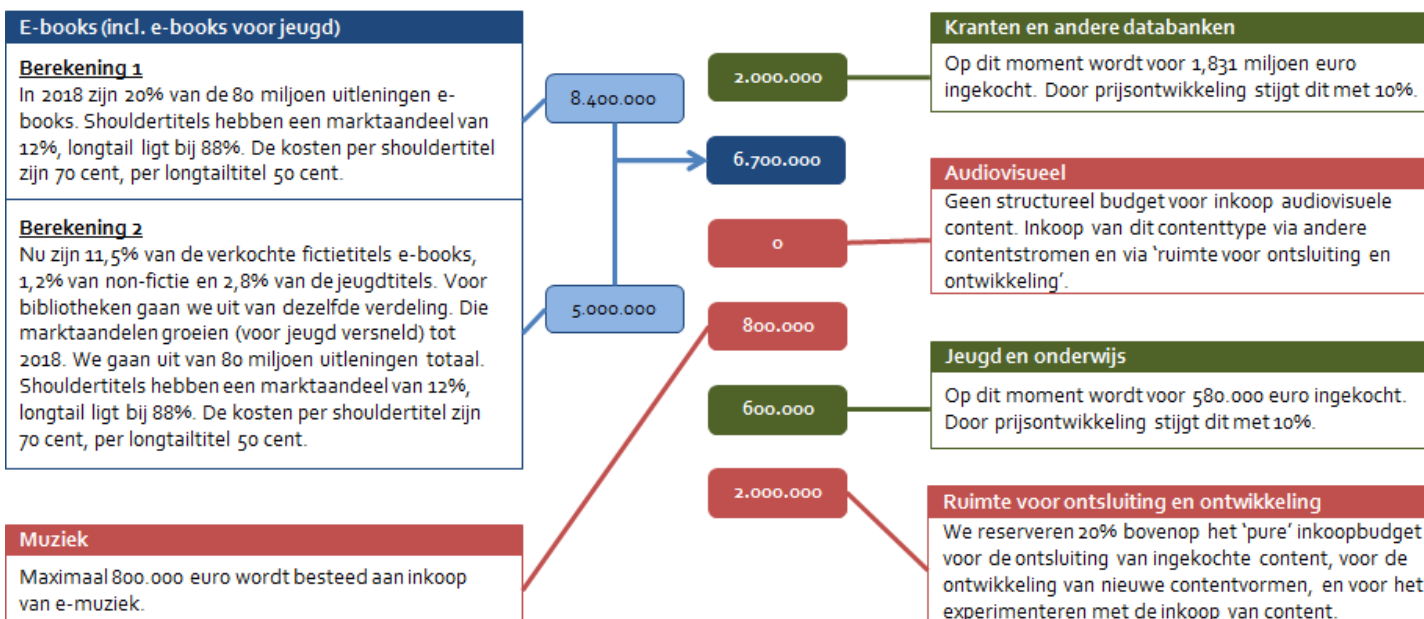 E-books (incl. e-books voor jeugd)
Berekening 1
In 2018 zijn 20% van de 80 miljoen uitleningen e-
books. Shouldertitels hebben een marktaandeel van
12%, longtail ligt bij 88%. De kosten per shouldertitel
zijn 70 cent, per longtailtitel 50 cent.
Berekening 2
Nu zijn 11,5% van de verkochte fictietitels e-books,
1,2% van non-fictie en 2,8% van de jeugdtitels. Voor
bibliotheken gaan we uit van dezelfde verdeling. Die
marktaandelen groeien (voor jeugd versneld) tot
2018. We gaan uit van 80 miljoen uitleningen totaal.
Shouldertitels hebben een marktaandeel van 12%,
longtail ligt bij 88%. De kosten per shouldertitel zijn
70 cent, per longtailtitel 50 cent.
Muziek
Maximaal 800.000 euro wordt besteed aan inkoop
van e-muziek.
8.400.000
5.000.000
2.000.000
6.700.000
0
800.000
600.000
2.000.000
Kranten en andere databanken
Op dit moment wordt voor 1,831 miljoen euro
ingekocht. Door prijsontwikkeling stijgt dit met 10%.
Audiovisueel
Geen structureel budget voor inkoop audiovisuele
content. Inkoop van dit contenttype via andere
contentstromen en via ‘ruimte voor ontsluiting en
ontwikkeling’.
Jeugd en onderwijs
Op dit moment wordt voor 580.000 euro ingekocht.
Door prijsontwikkeling stijgt dit met 10%.
Ruimte voor ontsluiting en ontwikkeling
We reserveren 20% bovenop het ‘pure’ inkoopbudget
voor de ontsluiting van ingekochte content, voor de
ontwikkeling van nieuwe contentvormen, en voor het
experimenteren met de inkoop van content.